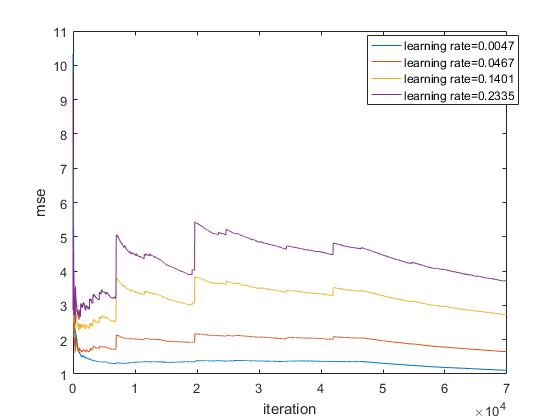 11
10
9
8
7
6
5
4
3
2
1
mse
learning rate=0.0047
learning rate=0.0467
learning rate=0.1401
learning rate=0.2335
0 1 2 3 4 5 6 7
iteration
×10^4